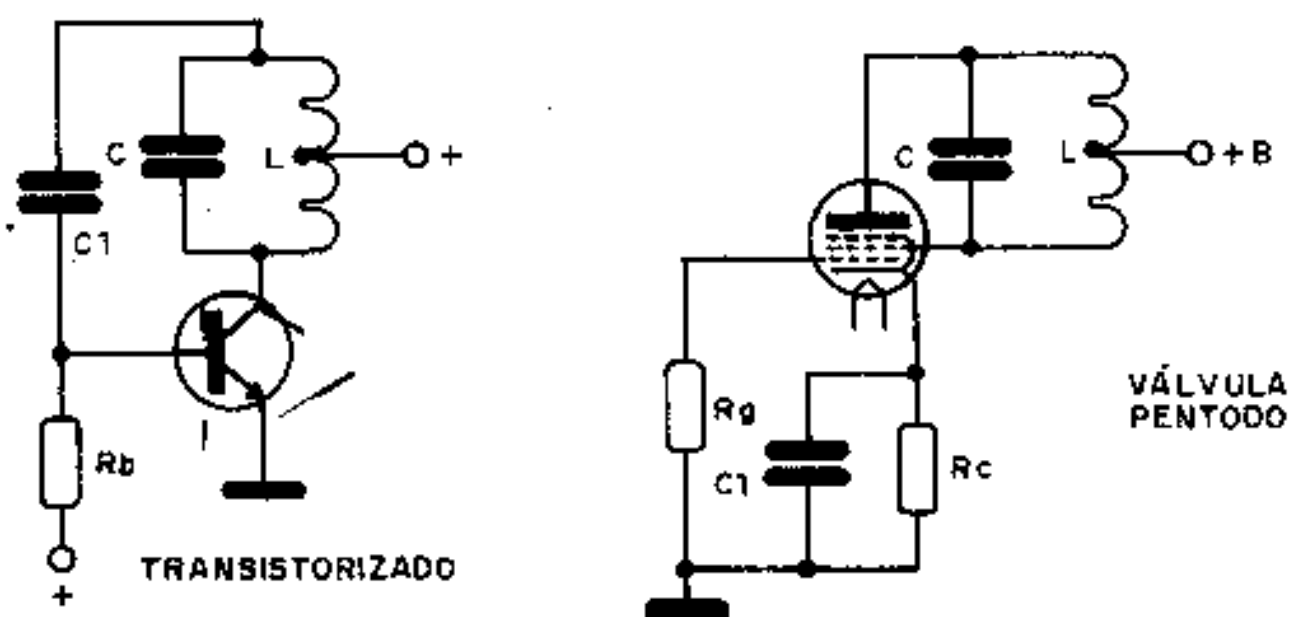 C
L
+
C1
Rb
+
TRANSISTORIZADO
C
L
+ B
Rg
C1
Rc
VÁLVULA
PENTODO